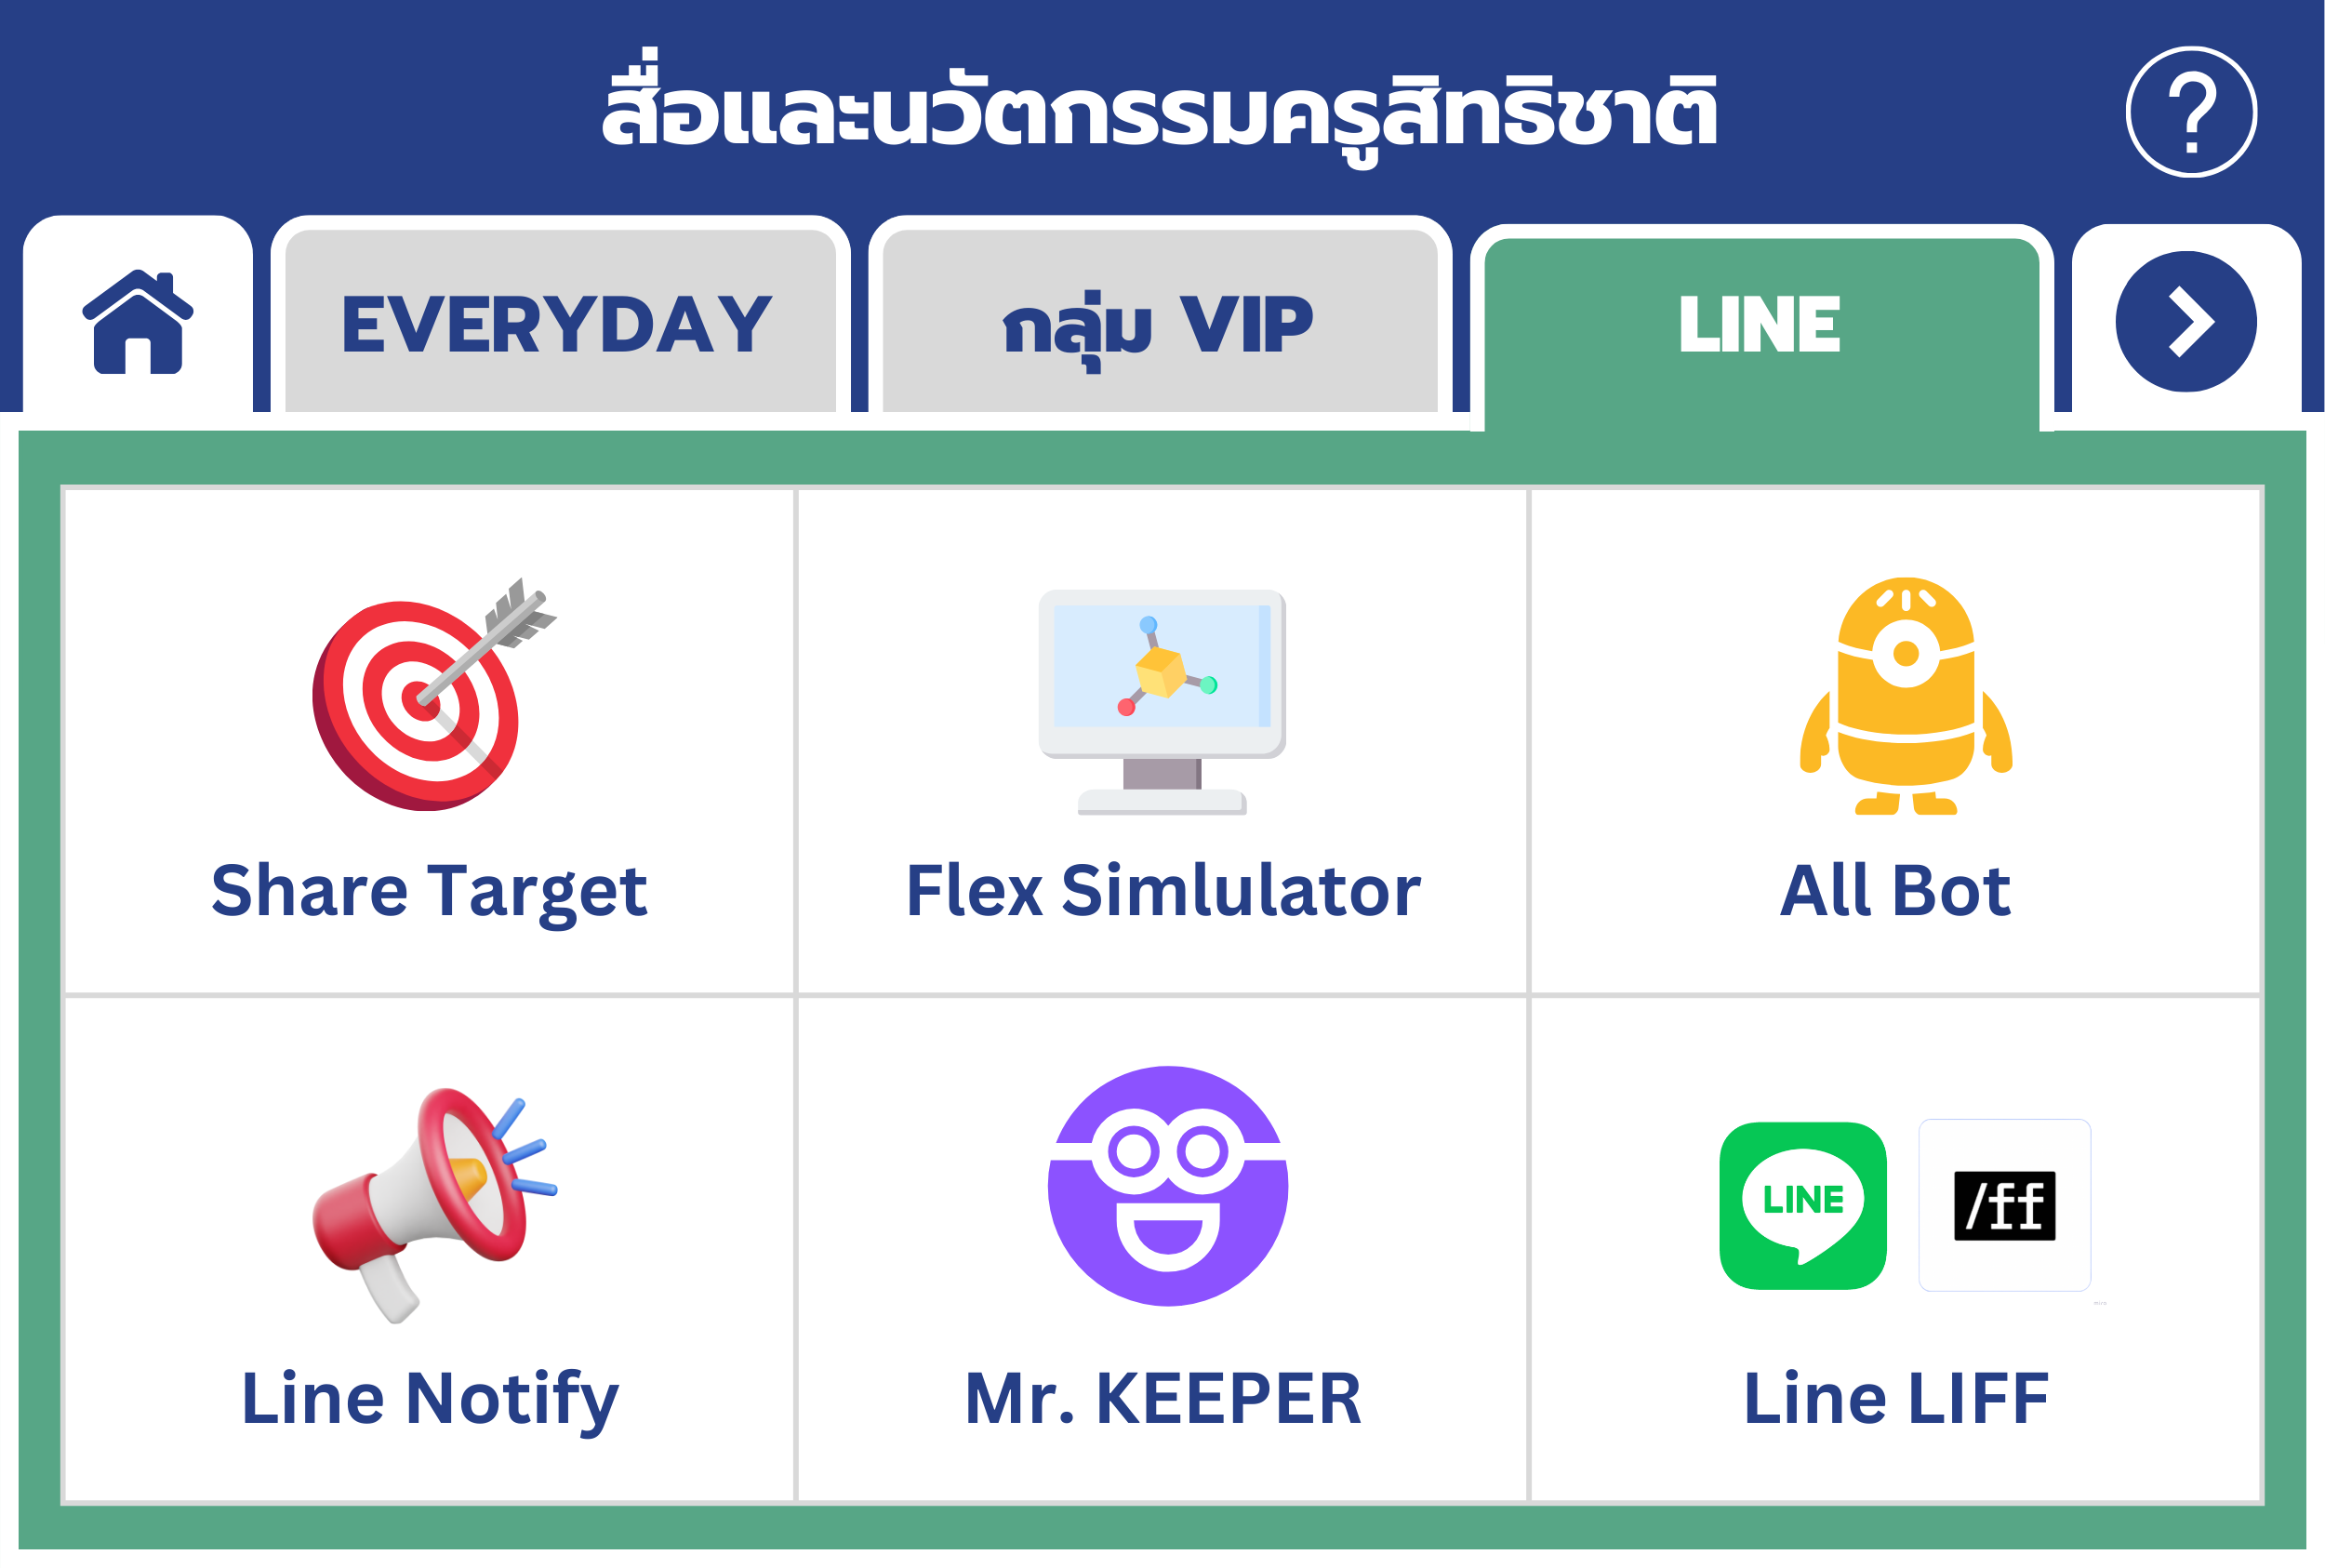 สื่อและนวัตกรรมครูสิทธิชาติ
?
EVERYDAY
กลุ่ม VIP
LINE
Share Target
Flex Simlulator
All Bot
LINE
/ff
Line Notify
Mr. KEEPER
Line LIFF